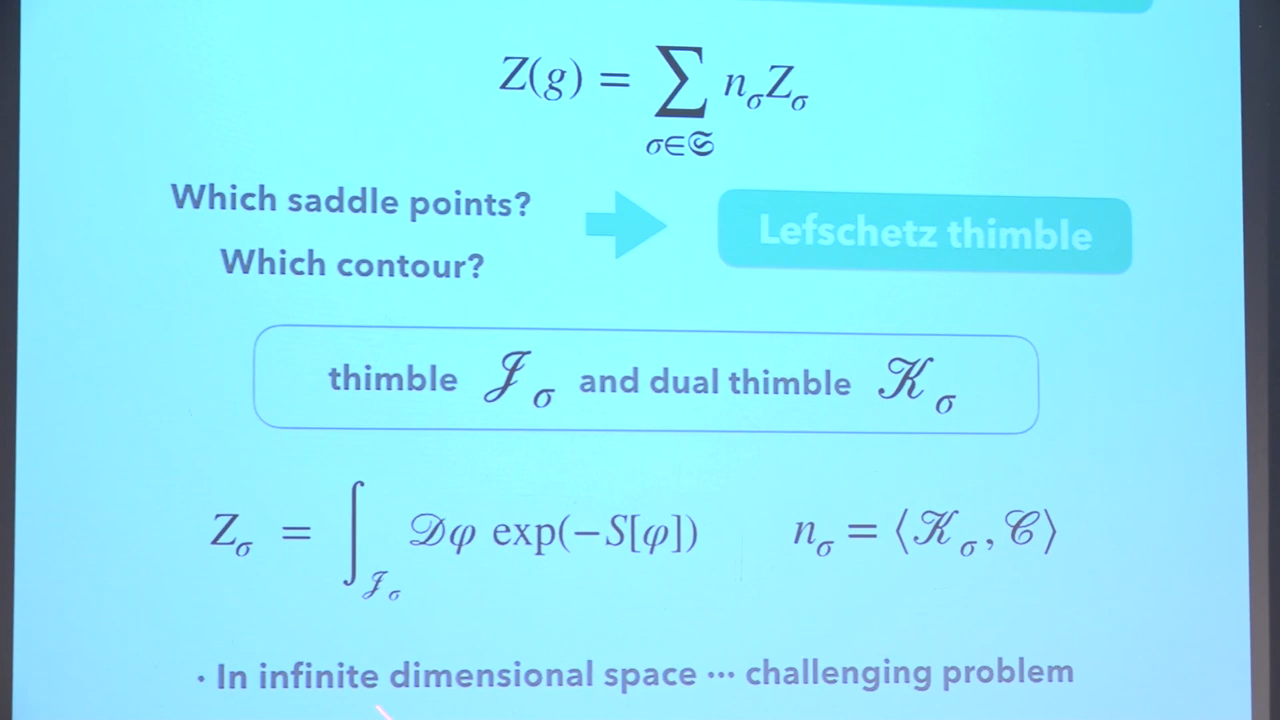 Z(g) = ∑ n_σ Z_σ
σ∈𝔖
Which saddle points?
Lefschetz thimble
Which contour?
thimble 𝒥_σ and dual thimble 𝒦_σ
Z_σ = ∫_{𝒥_σ} 𝒟φ exp(−S[φ]) n_σ = ⟨𝒦_σ, 𝒞⟩
· In infinite dimensional space ··· challenging problem